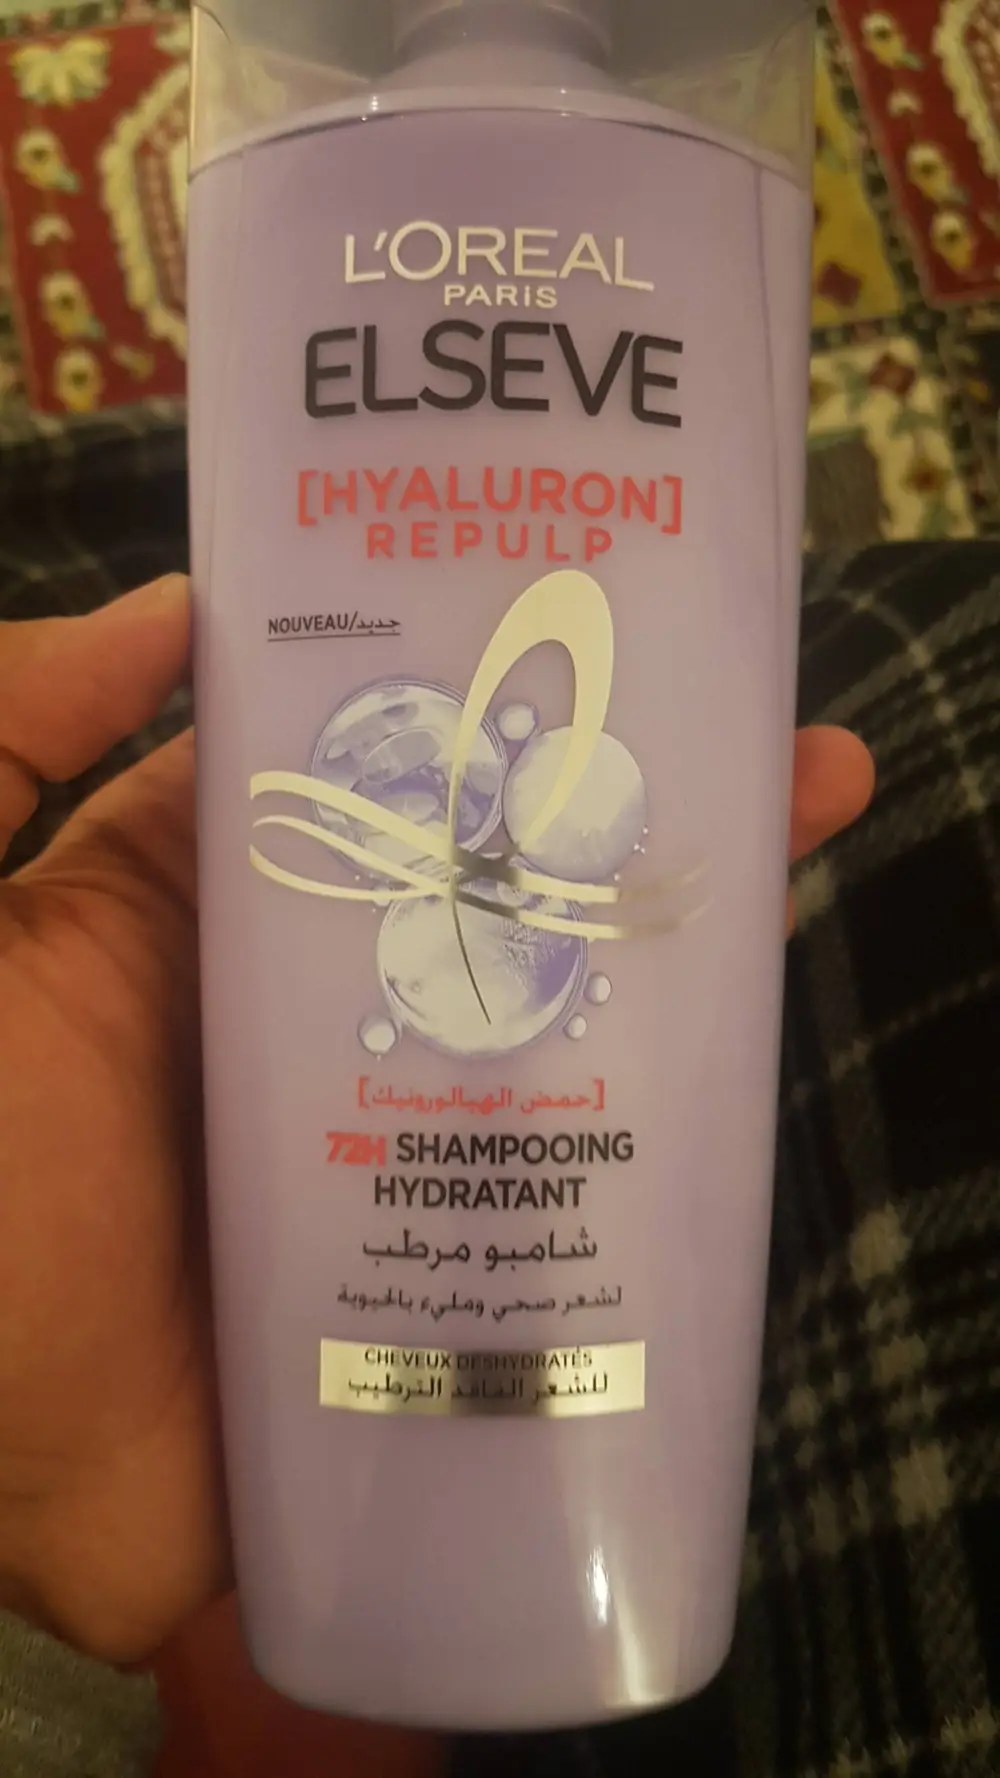 L'ORÉAL
PARIS
ELSEVE
[HYALURON]
REPULP
NOUVEAU/جديد
[حمض الهيالورونيك]
72H SHAMPOOING
HYDRATANT
شامبو مرطب
لشعر صحي ومليء بالحيوية
CHEVEUX DESHYDRATÉS
للشعر الفاقد الترطيب